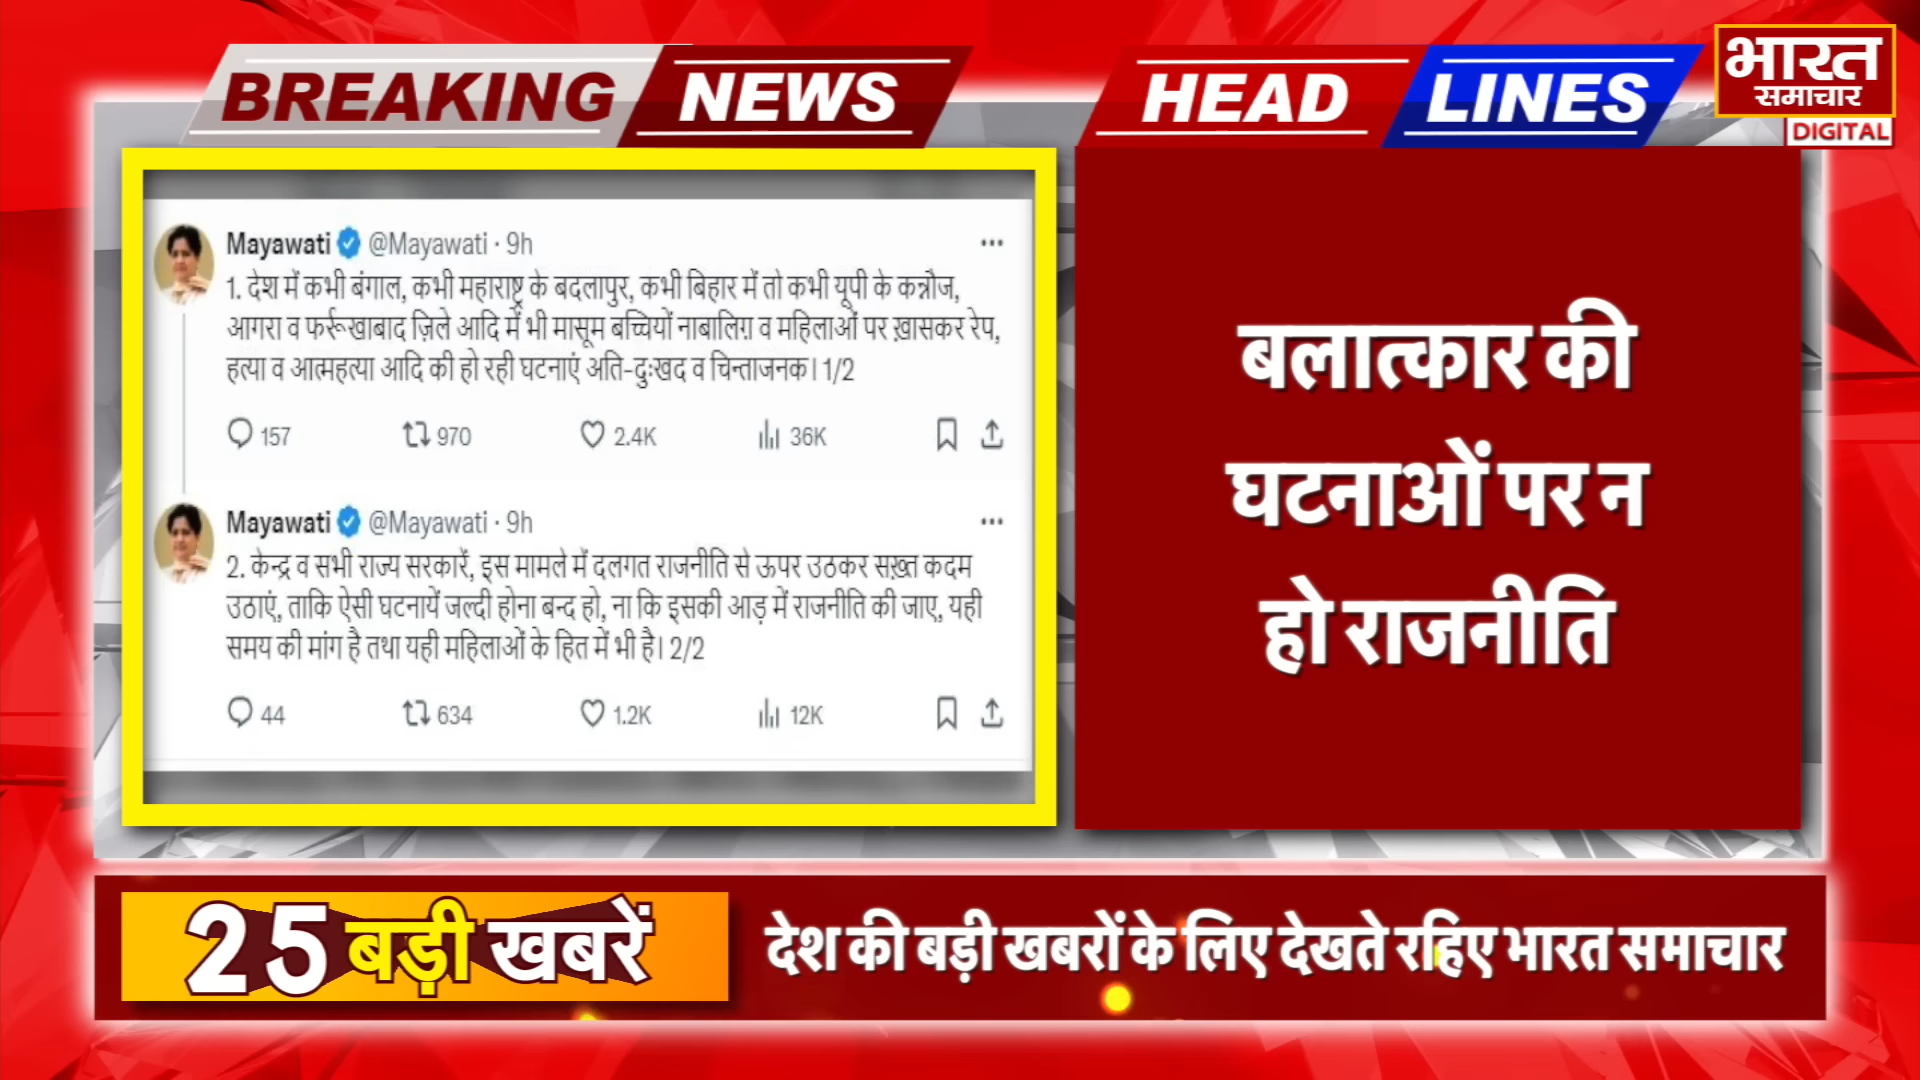 BREAKING NEWS
HEAD LINES
भारत
समाचार
DIGITAL
Mayawati @Mayawati · 9h
1. देश में कभी बंगाल, कभी महाराष्ट्र के बदलापुर, कभी बिहार में तो कभी यूपी के कन्नौज,
आगरा व फर्रूखाबाद ज़िले आदि में भी मासूम बच्चियों नाबालिग़ व महिलाओं पर ख़ासकर रेप,
हत्या व आत्महत्या आदि की हो रही घटनाएं अति-दुःखद व चिन्ताजनक। 1/2
157 970 2.4K 36K
Mayawati @Mayawati · 9h
2. केन्द्र व सभी राज्य सरकारें, इस मामले में दलगत राजनीति से ऊपर उठकर सख़्त कदम
उठाएं, ताकि ऐसी घटनायें जल्दी होना बन्द हो, ना कि इसकी आड़ में राजनीति की जाए, यही
समय की मांग है तथा यही महिलाओं के हित में भी है। 2/2
44 634 1.2K 12K
बलात्कार की
घटनाओं पर न
हो राजनीति
25 बड़ी खबरें
देश की बड़ी खबरों के लिए देखते रहिए भारत समाचार